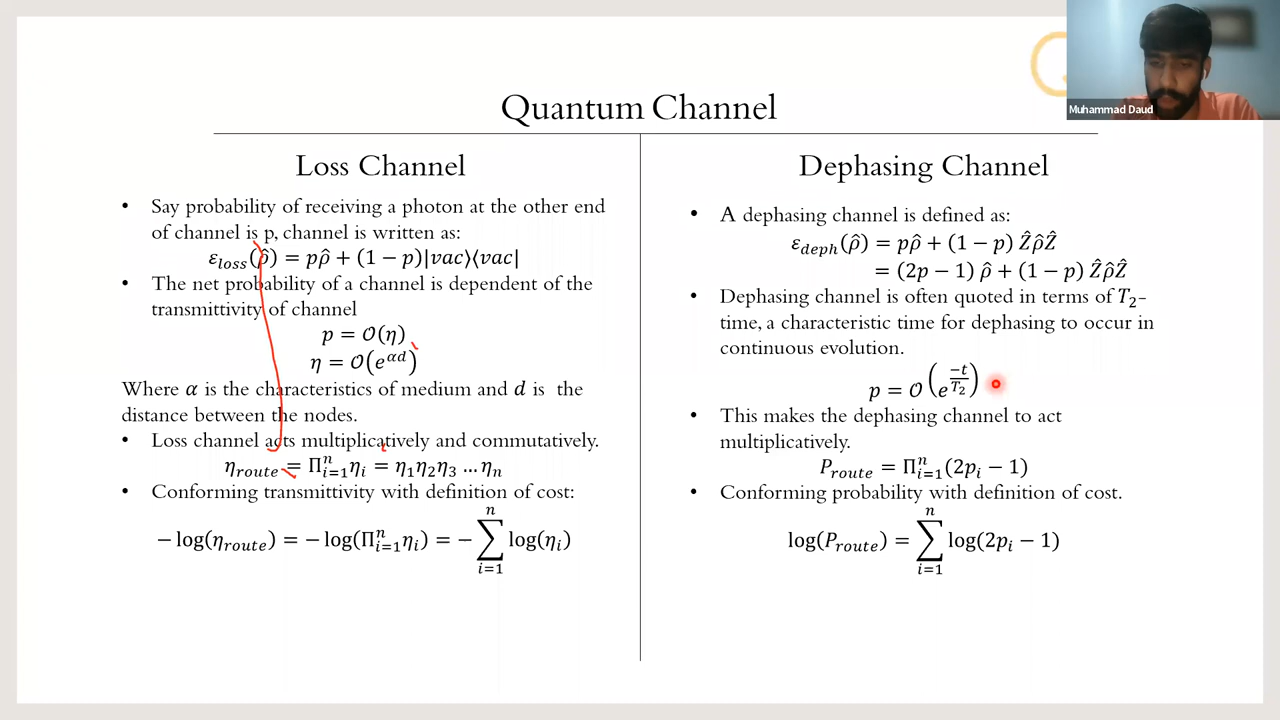 Muhammad Daud
Quantum Channel
Loss Channel
• Say probability of receiving a photon at the other end
of channel is p, channel is written as:
ε_loss(ρ̂) = pρ̂ + (1 − p)|vac⟩⟨vac|
• The net probability of a channel is dependent of the
transmittivity of channel
p = 𝒪(η)
η = 𝒪(e^{αd})
Where α is the characteristics of medium and d is the
distance between the nodes.
• Loss channel acts multiplicatively and commutatively.
η_route = Π_{i=1}^{n} η_i = η_1η_2η_3 … η_n
• Conforming transmittivity with definition of cost:
− log(η_route) = − log(Π_{i=1}^{n} η_i) = − ∑_{i=1}^{n} log(η_i)
Dephasing Channel
• A dephasing channel is defined as:
ε_deph(ρ̂) = pρ̂ + (1 − p) Ẑρ̂Ẑ
= (2p − 1) ρ̂ + (1 − p) Ẑρ̂Ẑ
• Dephasing channel is often quoted in terms of T_2-
time, a characteristic time for dephasing to occur in
continuous evolution.
p = 𝒪(e^{−t/T_2})
• This makes the dephasing channel to act
multiplicatively.
P_route = Π_{i=1}^{n}(2p_i − 1)
• Conforming probability with definition of cost.
log(P_route) = ∑_{i=1}^{n} log(2p_i − 1)